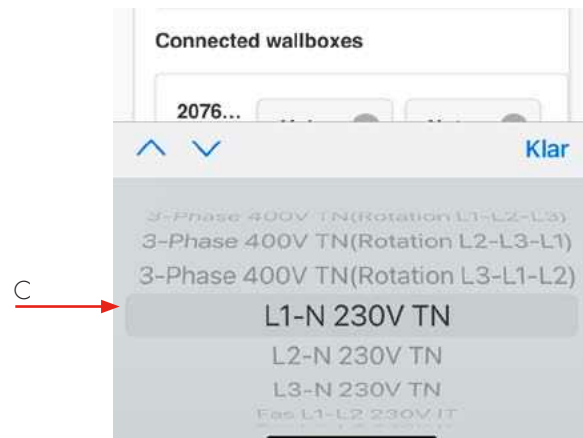 Connected wallboxes
2076...
Klar
3-Phase 400V TN(Rotation L1-L2-L3)
3-Phase 400V TN(Rotation L2-L3-L1)
3-Phase 400V TN(Rotation L3-L1-L2)
C
L1-N 230V TN
L2-N 230V TN
L3-N 230V TN
Fas L1-L2 230V IT